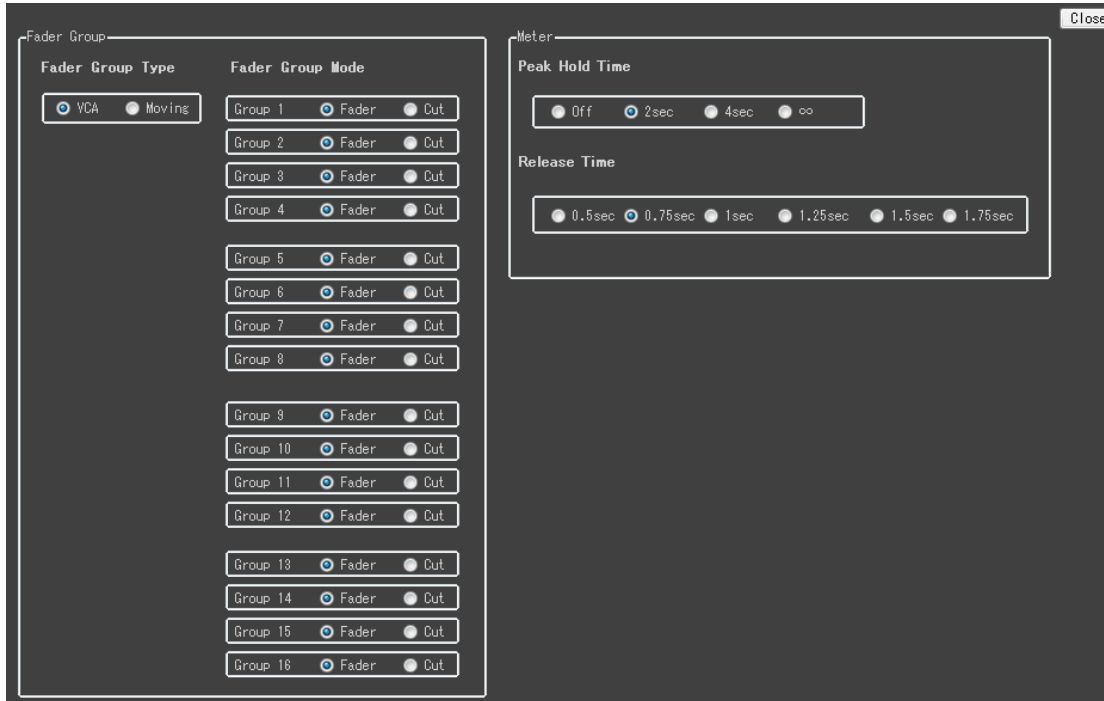 Close
Fader Group
Fader Group Type
VCA Moving
Fader Group Mode
Group 1 Fader Cut
Group 2 Fader Cut
Group 3 Fader Cut
Group 4 Fader Cut
Group 5 Fader Cut
Group 6 Fader Cut
Group 7 Fader Cut
Group 8 Fader Cut
Group 9 Fader Cut
Group 10 Fader Cut
Group 11 Fader Cut
Group 12 Fader Cut
Group 13 Fader Cut
Group 14 Fader Cut
Group 15 Fader Cut
Group 16 Fader Cut
Meter
Peak Hold Time
Off 2sec 4sec ∞
Release Time
0.5sec 0.75sec 1sec 1.25sec 1.5sec 1.75sec